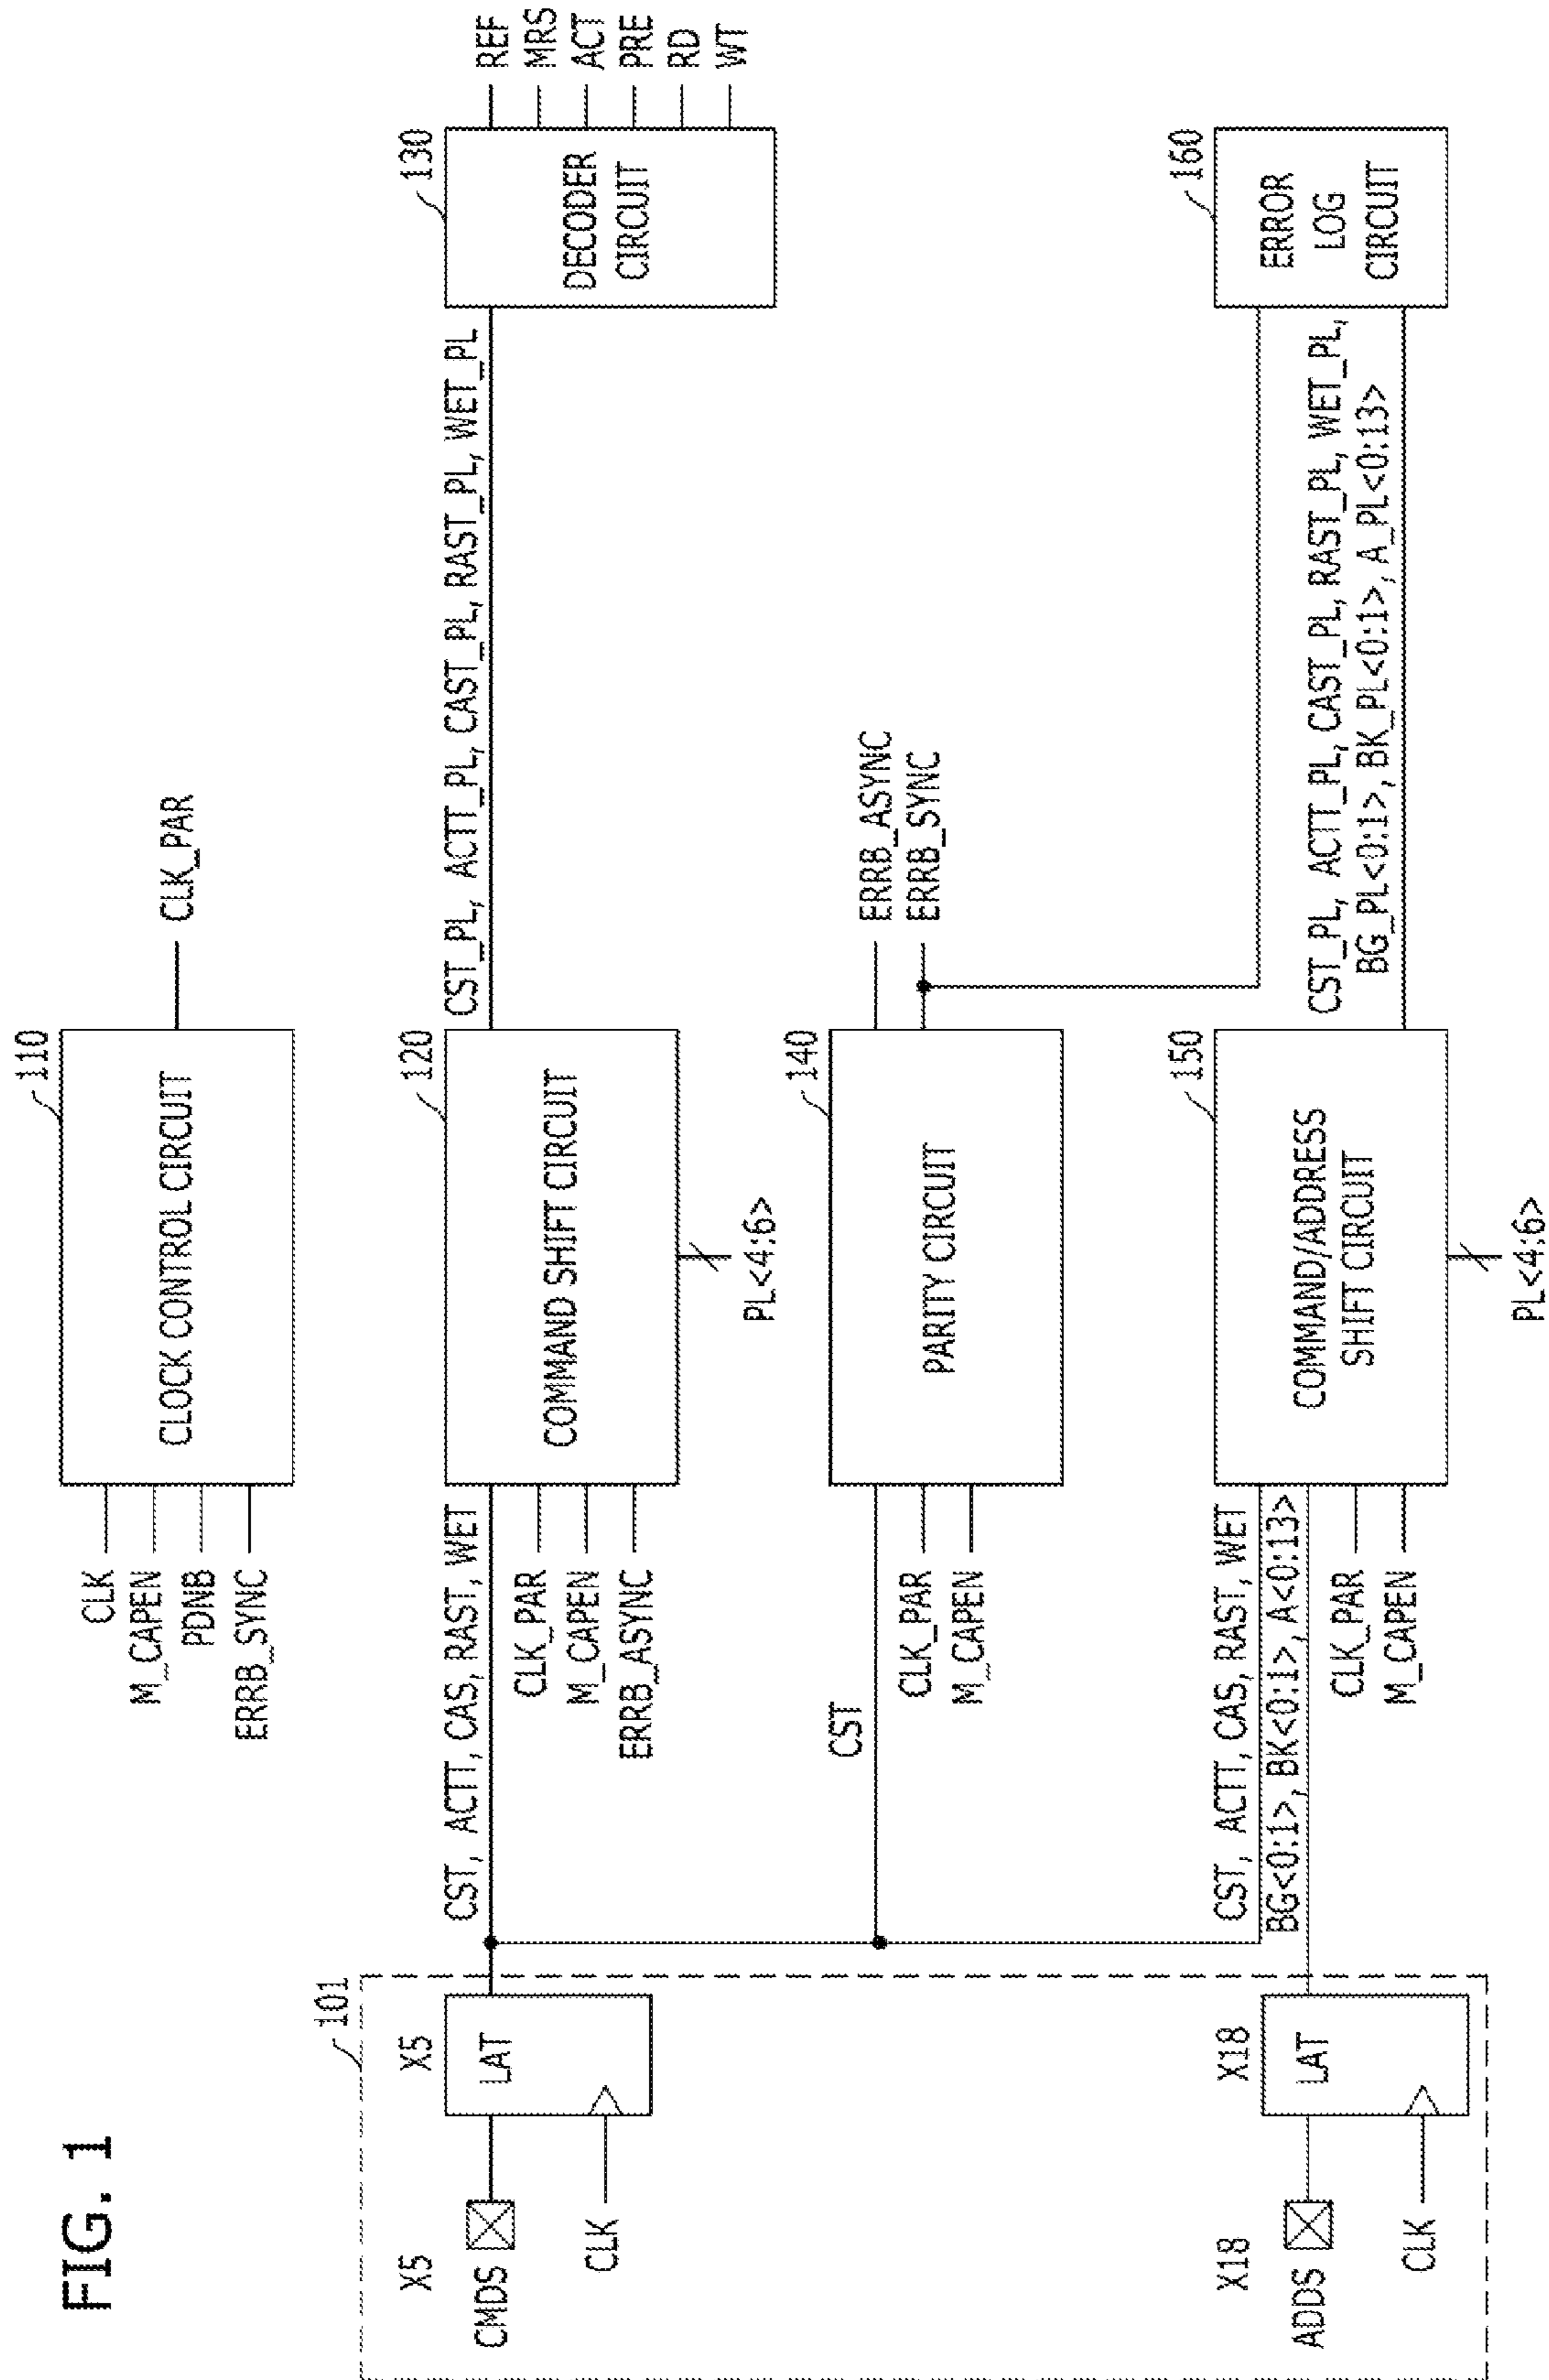 FIG. 1
110
CLK
M_CAPEN
PDNB
ERRB_SYNC
CLOCK CONTROL CIRCUIT
CLK_PAR
101
X5
CMDS
CLK
X5
LAT
CST, ACTT, CAS, RAST, WET
CLK_PAR
M_CAPEN
ERRB_ASYNC
120
COMMAND SHIFT CIRCUIT
PL<4:6>
CST_PL, ACTT_PL, CAST_PL, RAST_PL, WET_PL
130
DECODER
CIRCUIT
REF
MRS
ACT
PRE
RD
WT
CST
CLK_PAR
M_CAPEN
140
PARITY CIRCUIT
ERRB_ASYNC
ERRB_SYNC
X18
ADDS
CLK
X18
LAT
CST, ACTT, CAS, RAST, WET
BG<0:1>, BK<0:1>, A<0:13>
CLK_PAR
M_CAPEN
150
COMMAND/ADDRESS
SHIFT CIRCUIT
PL<4:6>
CST_PL, ACTT_PL, CAST_PL, RAST_PL, WET_PL,
BG_PL<0:1>, BK_PL<0:1>, A_PL<0:13>
160
ERROR
LOG
CIRCUIT